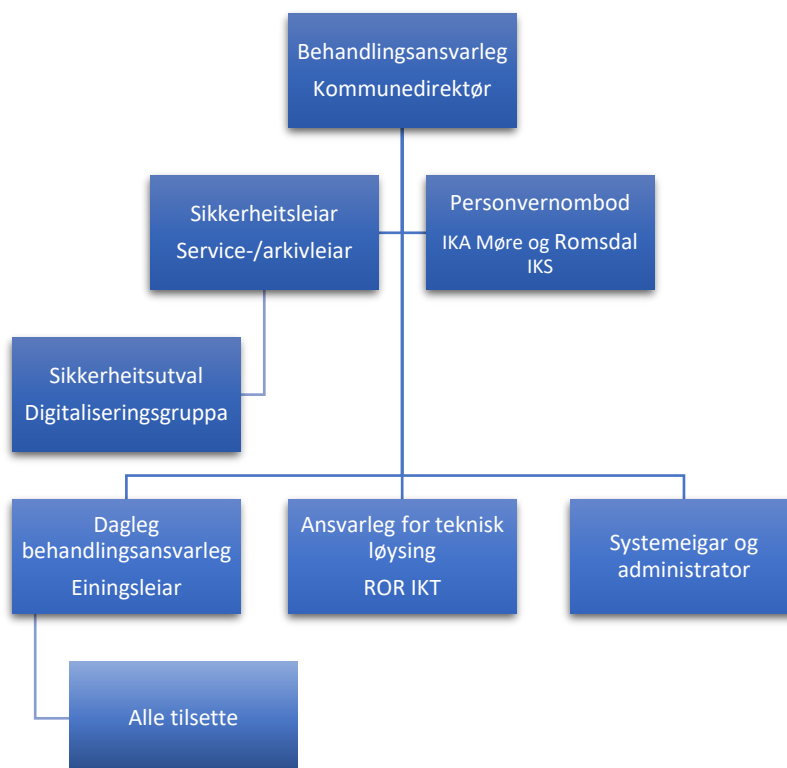 Behandlingsansvarleg
Kommunedirektør
Sikkerheitsleiar
Service-/arkivleiar
Personvernombod
IKA Møre og Romsdal
IKS
Sikkerheitsutval
Digitaliseringsgruppa
Dagleg
behandlingsansvarleg
Einingsleiar
Ansvarleg for teknisk
løysing
ROR IKT
Systemeigar og
administrator
Alle tilsette